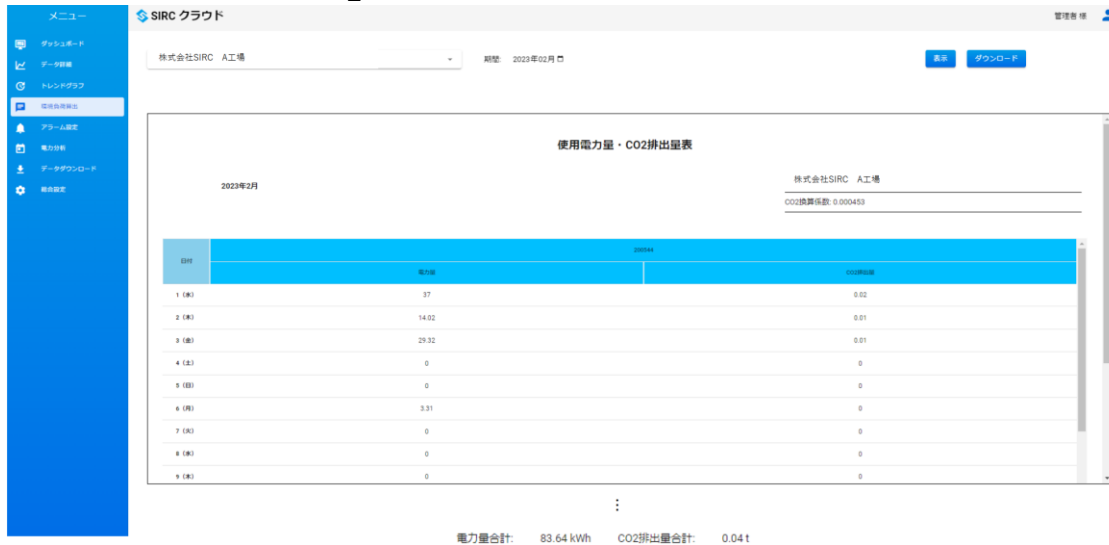 メニュー
SIRC クラウド
管理者 様
ダッシュボード
データ詳細
トレンドグラフ
環境負荷算出
アラーム設定
電力分析
データダウンロード
総合設定
株式会社SIRC A工場
期間: 2023年02月
表示
ダウンロード
使用電力量・CO2排出量表
2023年2月
株式会社SIRC A工場
CO2換算係数: 0.000453
日付
200544
電力量 CO2排出量
1 (水) 37 0.02
2 (木) 14.02 0.01
3 (金) 29.32 0.01
4 (土) 0 0
5 (日) 0 0
6 (月) 3.31 0
7 (火) 0 0
8 (水) 0 0
9 (木) 0 0
⋮
電力量合計: 83.64 kWh CO2排出量合計: 0.04 t